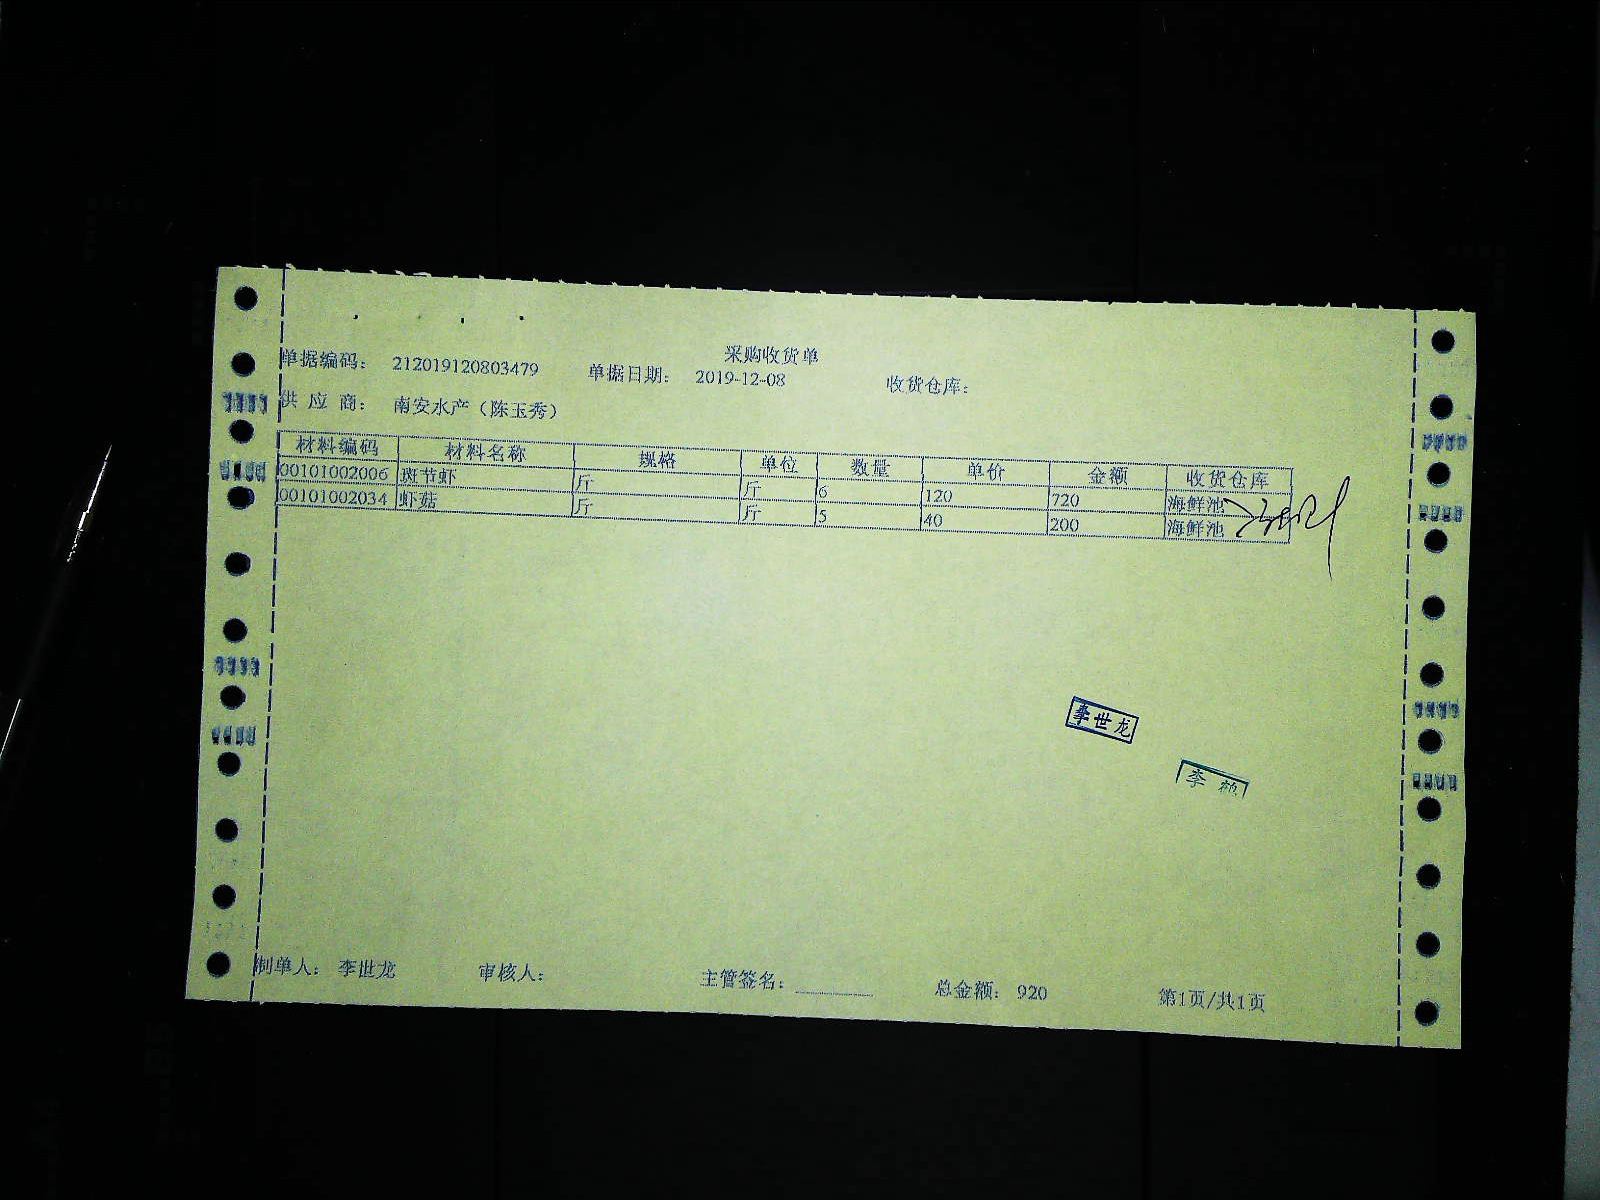 采购收货单
单据编码： 212019120803479 单据日期： 2019-12-08 收货仓库：
供 应 商： 南安水产（陈玉秀）
材料编码 材料名称 规格 单位 数量 单价 金额 收货仓库
00101002006 斑节虾 斤 斤 6 120 720 海鲜池
00101002034 虾菇 斤 斤 5 40 200 海鲜池
李世龙
李
制单人： 李世龙 审核人： 主管签名： 总金额： 920 第1页/共1页